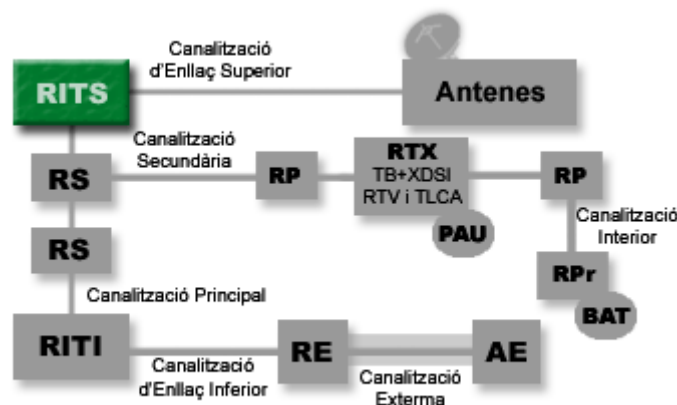 Canalització
d'Enllaç Superior
RITS
Antenes
Canalització
Secundària
RS
RP
RTX
TB+XDSI
RTV i TLCA
PAU
RP
Canalització
Interior
RS
RPr
BAT
Canalització Principal
RITI
Canalització
d'Enllaç Inferior
RE
Canalització
Exterma
AE